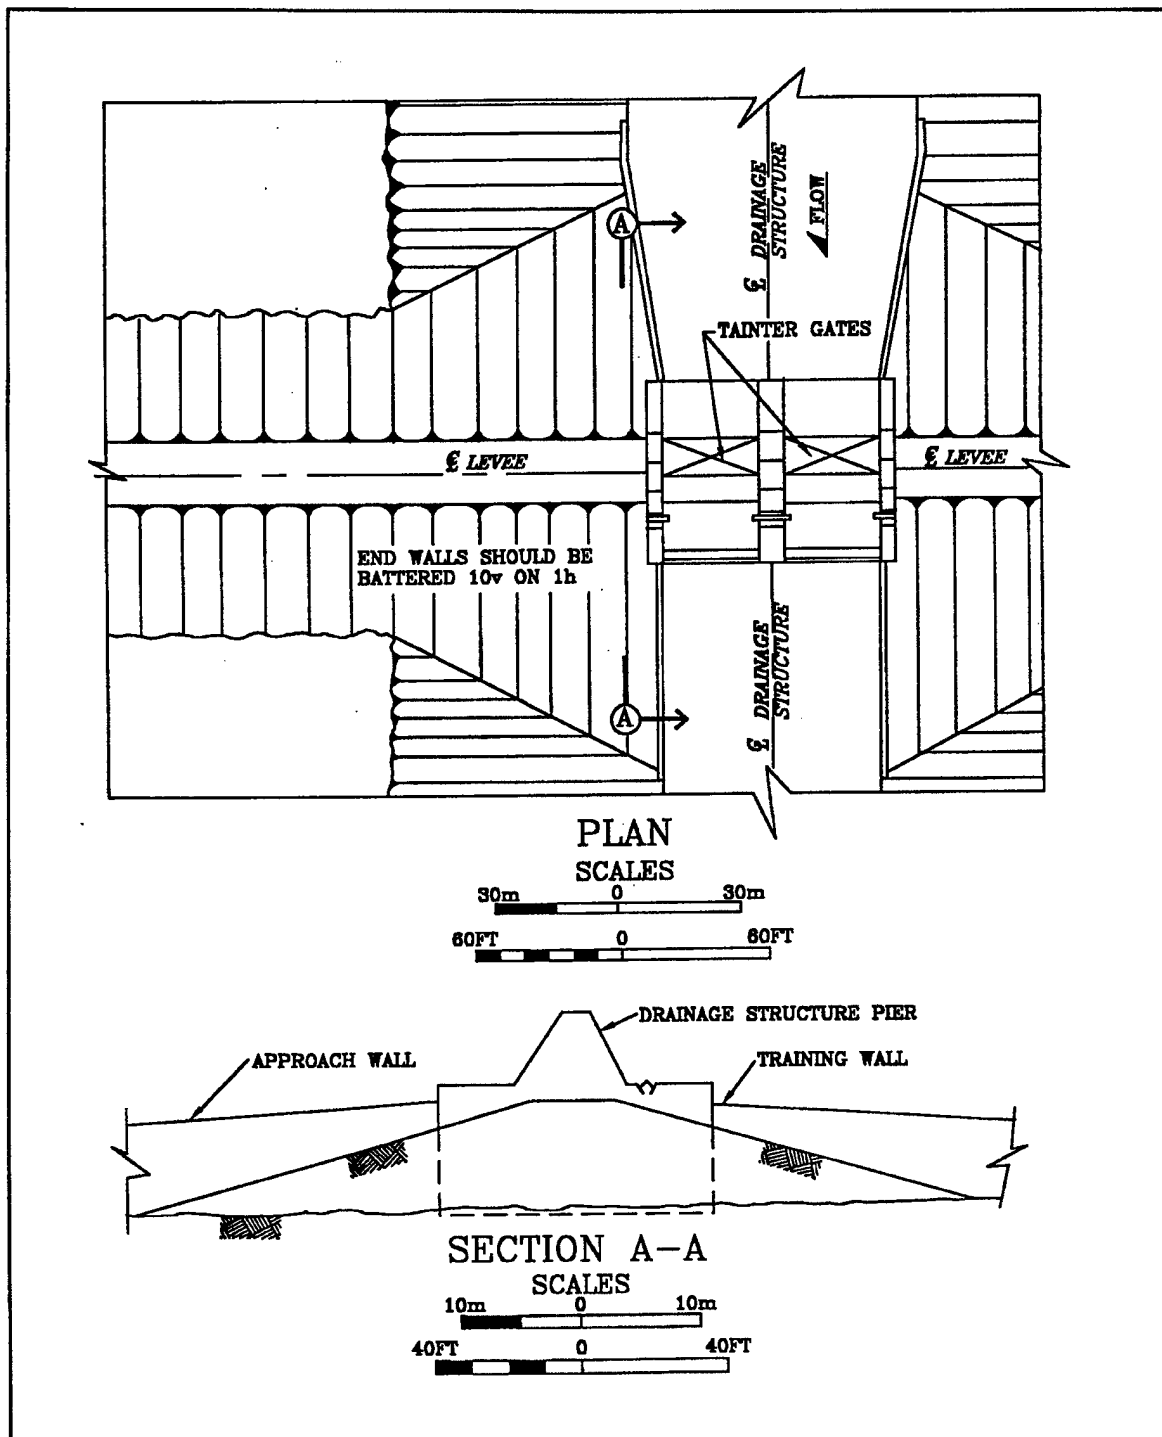 ℄ DRAINAGE
STRUCTURE
FLOW
A
TAINTER GATES
℄ LEVEE
℄ LEVEE
END WALLS SHOULD BE
BATTERED 10v ON 1h
℄ DRAINAGE
STRUCTURE
A
PLAN
SCALES
30m 0 30m
60FT 0 60FT
DRAINAGE STRUCTURE PIER
APPROACH WALL
TRAINING WALL
SECTION A-A
SCALES
10m 0 10m
40FT 0 40FT